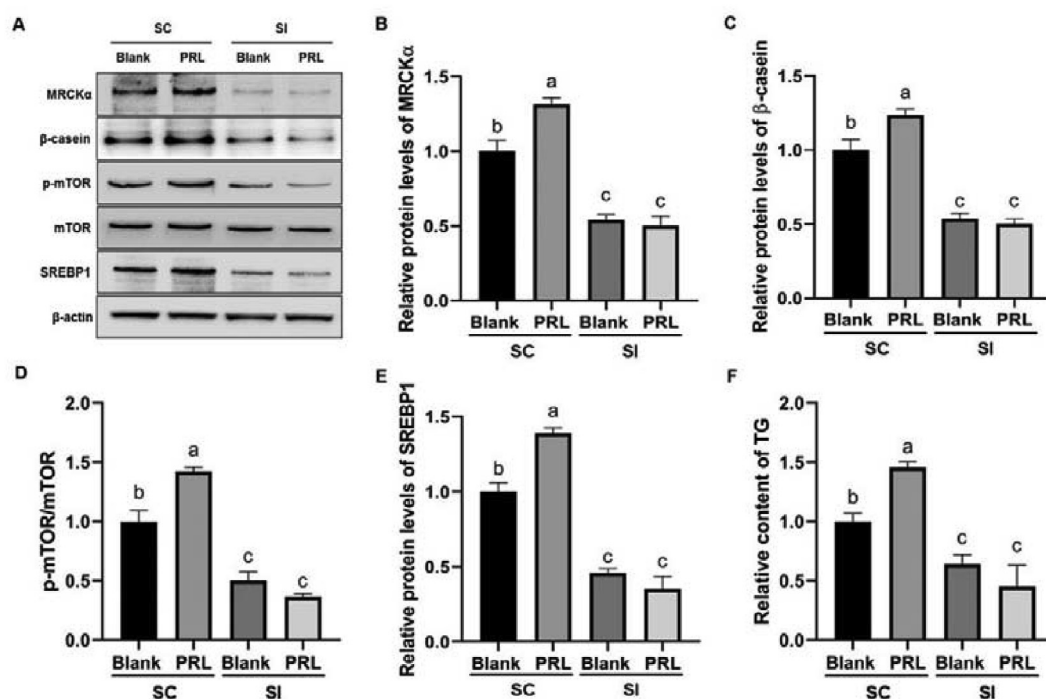 A
SC SI
Blank PRL Blank PRL
MRCKα
β-casein
p-mTOR
mTOR
SREBP1
β-actin
B
Relative protein levels of MRCKα
1.5
1.0
0.5
0.0
b
a
c
c
Blank PRL Blank PRL
SC SI
C
Relative protein levels of β-casein
1.5
1.0
0.5
0.0
b
a
c
c
Blank PRL Blank PRL
SC SI
D
p-mTOR/mTOR
2.0
1.5
1.0
0.5
0.0
b
a
c
c
Blank PRL Blank PRL
SC SI
E
Relative protein levels of SREBP1
1.5
1.0
0.5
0.0
b
a
c
c
Blank PRL Blank PRL
SC SI
F
Relative content of TG
2.0
1.5
1.0
0.5
0.0
b
a
c
c
Blank PRL Blank PRL
SC SI